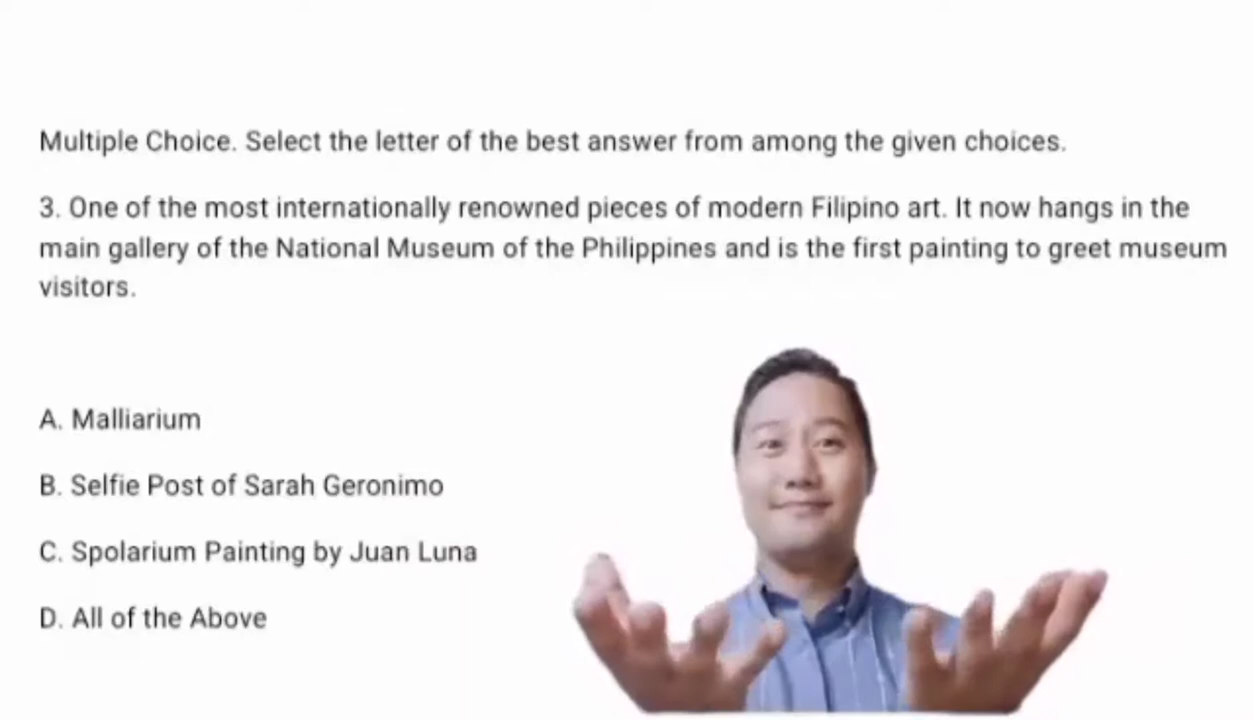 Multiple Choice. Select the letter of the best answer from among the given choices.
3. One of the most internationally renowned pieces of modern Filipino art. It now hangs in the
main gallery of the National Museum of the Philippines and is the first painting to greet museum
visitors.
A. Malliarium
B. Selfie Post of Sarah Geronimo
C. Spolarium Painting by Juan Luna
D. All of the Above